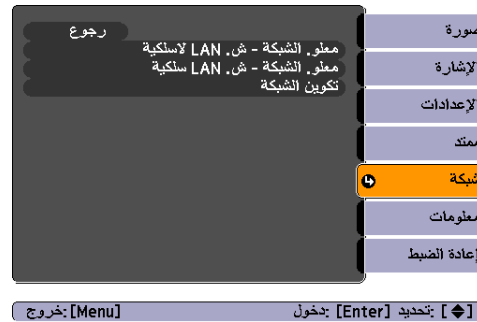 رجوع
معلو. الشبكة - ش. LAN لاسلكية
معلو. الشبكة - ش. LAN سلكية
تكوين الشبكة
صورة
الإشارة
الإعدادات
ممتد
شبكة
معلومات
إعادة الضبط
[♦] :تحديد [Enter] :دخول [Menu] :خروج